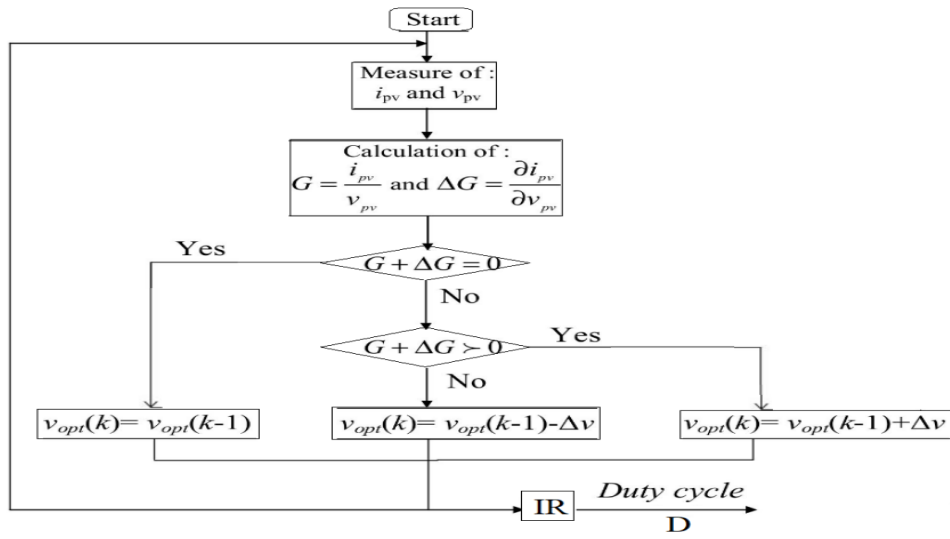 Start
Measure of :
i_pv and v_pv
Calculation of :
G = i_pv / v_pv and ΔG = ∂i_pv / ∂v_pv
Yes
G + ΔG = 0
No
G + ΔG ≻ 0
Yes
No
v_opt(k)= v_opt(k-1)
v_opt(k)= v_opt(k-1)-Δv
v_opt(k)= v_opt(k-1)+Δv
IR
Duty cycle
D